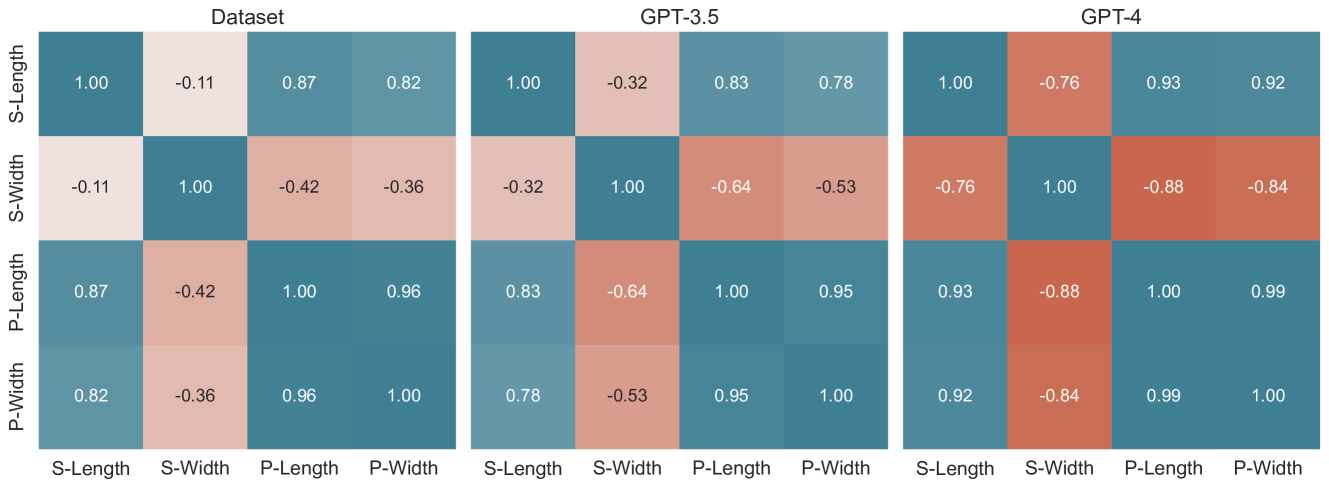 Dataset GPT-3.5 GPT-4
S-Length 1.00 -0.11 0.87 0.82 1.00 -0.32 0.83 0.78 1.00 -0.76 0.93 0.92
S-Width -0.11 1.00 -0.42 -0.36 -0.32 1.00 -0.64 -0.53 -0.76 1.00 -0.88 -0.84
P-Length 0.87 -0.42 1.00 0.96 0.83 -0.64 1.00 0.95 0.93 -0.88 1.00 0.99
P-Width 0.82 -0.36 0.96 1.00 0.78 -0.53 0.95 1.00 0.92 -0.84 0.99 1.00
S-Length S-Width P-Length P-Width S-Length S-Width P-Length P-Width S-Length S-Width P-Length P-Width